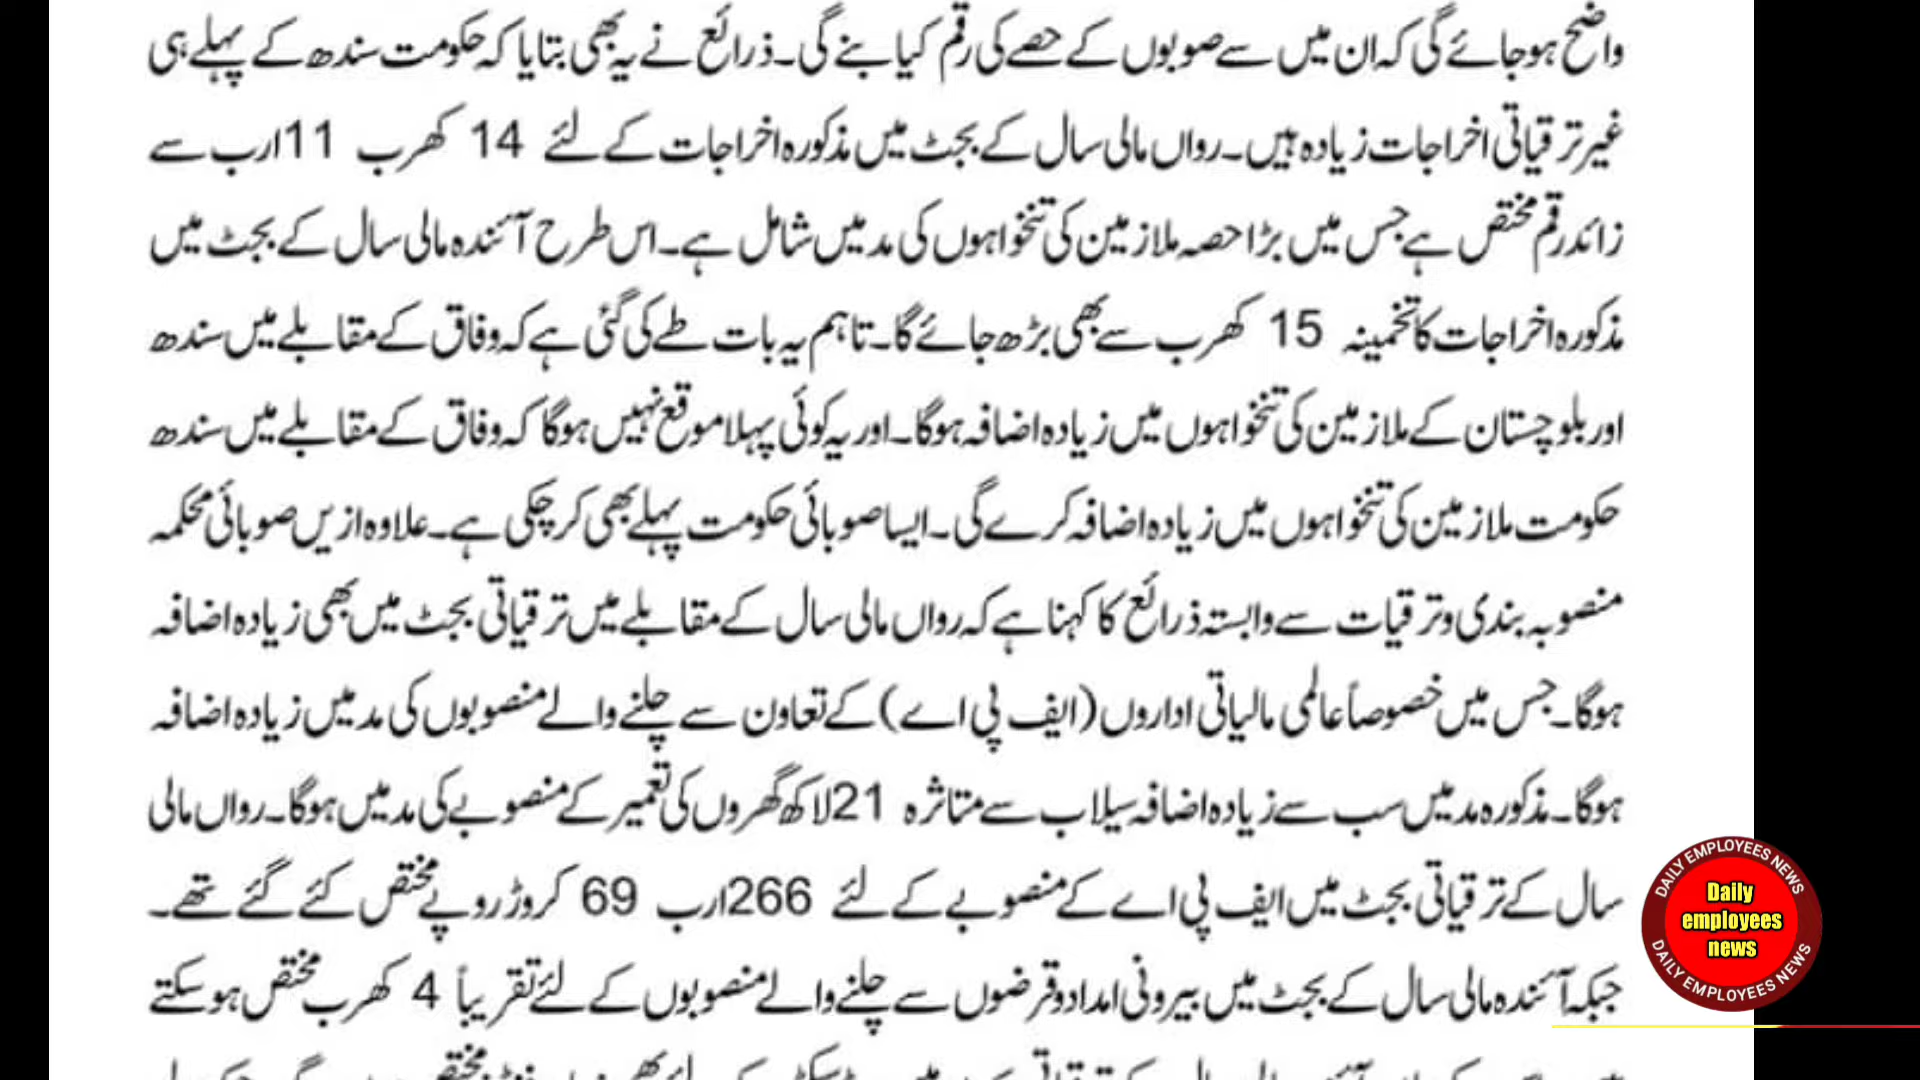 واضح ہوجائے گی کہ ان میں سے صوبوں کے حصے کی رقم کیا بنے گی۔ ذرائع نے یہ بھی بتایا کہ حکومت سندھ کے پہلے ہی
غیر ترقیاتی اخراجات زیادہ ہیں۔ رواں مالی سال کے بجٹ میں مذکورہ اخراجات کے لئے 14 کھرب 11 ارب سے
زائد رقم مختص ہے جس میں بڑا حصہ ملازمین کی تنخواہوں کی مد میں شامل ہے۔ اس طرح آئندہ مالی سال کے بجٹ میں
مذکورہ اخراجات کا تخمینہ 15 کھرب سے بھی بڑھ جائے گا۔ تاہم یہ بات طے کی گئی ہے کہ وفاق کے مقابلے میں سندھ
اور بلوچستان کے ملازمین کی تنخواہوں میں زیادہ اضافہ ہوگا۔ اور یہ کوئی پہلا موقع نہیں ہوگا کہ وفاق کے مقابلے میں سندھ
حکومت ملازمین کی تنخواہوں میں زیادہ اضافہ کرے گی۔ ایسا صوبائی حکومت پہلے بھی کر چکی ہے۔ علاوہ ازیں صوبائی محکمہ
منصوبہ بندی و ترقیات سے وابستہ ذرائع کا کہنا ہے کہ رواں مالی سال کے مقابلے میں ترقیاتی بجٹ میں بھی زیادہ اضافہ
ہوگا۔ جس میں خصوصاً عالمی مالیاتی اداروں (ایف پی اے) کے تعاون سے چلنے والے منصوبوں کی مد میں زیادہ اضافہ
ہوگا۔ مذکورہ مد میں سب سے زیادہ اضافہ سیلاب سے متاثرہ 21 لاکھ گھروں کی تعمیر کے منصوبے کی مد میں ہوگا۔ رواں مالی
سال کے ترقیاتی بجٹ میں ایف پی اے کے منصوبے کے لئے 266 ارب 69 کروڑ روپے مختص کئے گئے تھے۔
جبکہ آئندہ مالی سال کے بجٹ میں بیرونی امداد و قرضوں سے چلنے والے منصوبوں کے لئے تقریباً 4 کھرب مختص ہو سکتے
DAILY EMPLOYEES NEWS
Daily
employees
news
DAILY EMPLOYEES NEWS